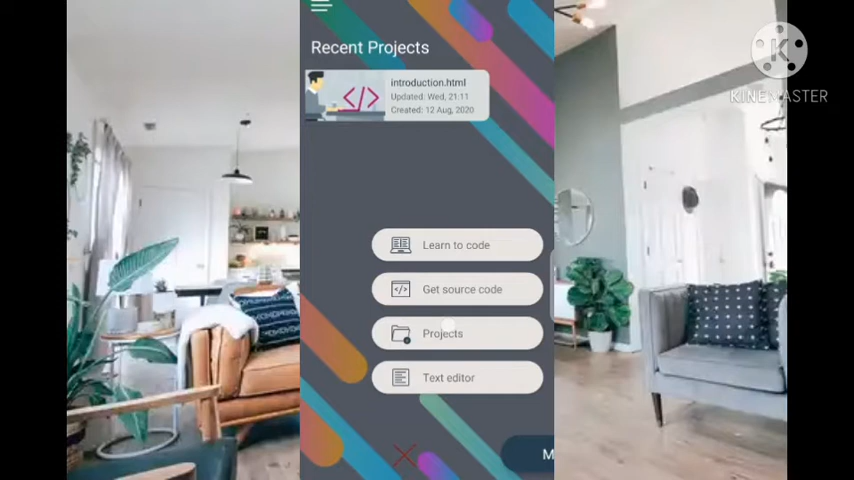 Recent Projects
introduction.html
Updated: Wed, 21:11
Created: 12 Aug, 2020
K
KINEMASTER
Learn to code
Get source code
Projects
Text editor
M